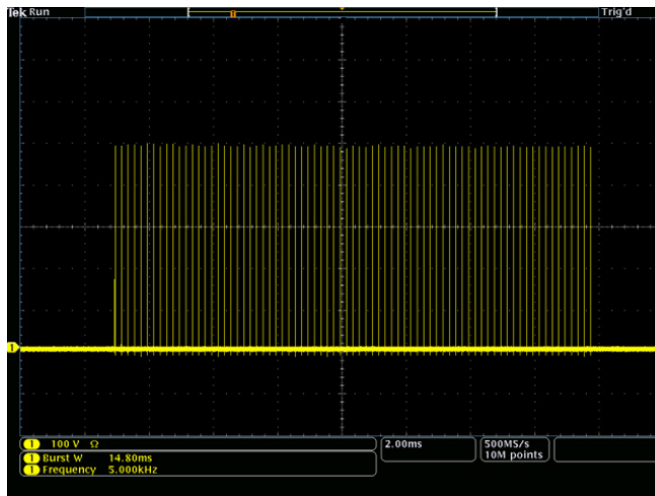 Tek Run Trig'd
1
1 100 V Ω 2.00ms 500MS/s
10M points
1 Burst W 14.80ms
1 Frequency 5.000kHz